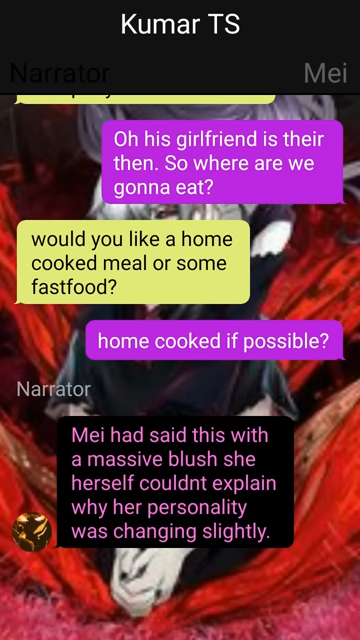 Kumar TS
Narrator
Mei
Oh his girlfriend is their
then. So where are we
gonna eat?
would you like a home
cooked meal or some
fastfood?
home cooked if possible?
Narrator
Mei had said this with
a massive blush she
herself couldnt explain
why her personality
was changing slightly.